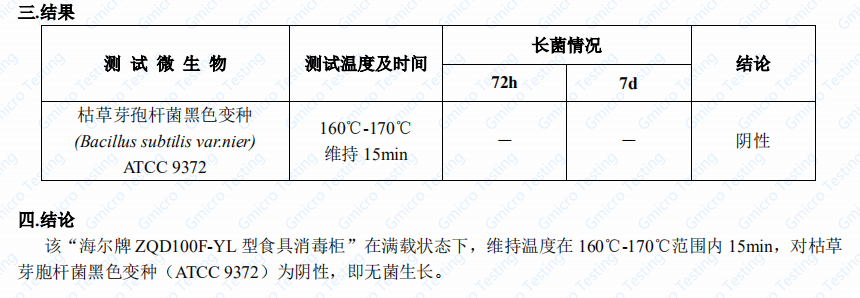 三.结果
测 试 微 生 物 测试温度及时间 长菌情况 结论
72h 7d
枯草芽孢杆菌黑色变种
(Bacillus subtilis var.nier)
ATCC 9372
160℃-170℃
维持 15min
－ － 阴性
四.结论
该“海尔牌 ZQD100F-YL 型食具消毒柜”在满载状态下，维持温度在 160℃-170℃范围内 15min，对枯草
芽胞杆菌黑色变种（ATCC 9372）为阴性，即无菌生长。
Gmicro Testing